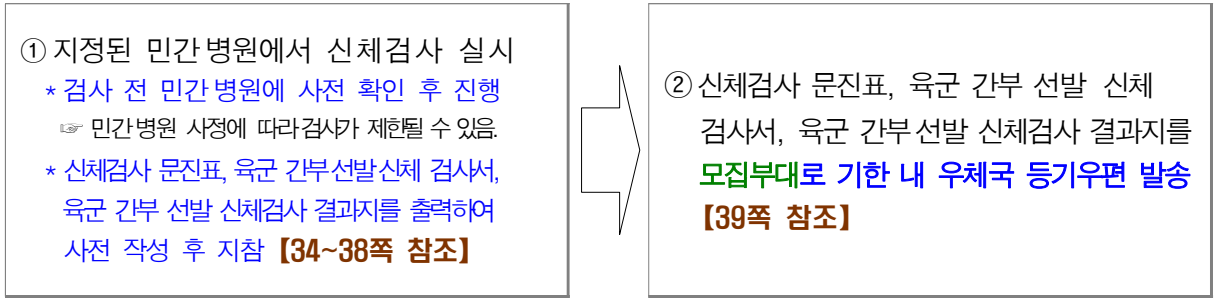 ① 지정된 민간 병원에서 신체검사 실시
* 검사 전 민간 병원에 사전 확인 후 진행
☞ 민간 병원 사정에 따라 검사가 제한될 수 있음.
* 신체검사 문진표, 육군 간부 선발 신체 검사서,
육군 간부 선발 신체검사 결과지를 출력하여
사전 작성 후 지참 【34~38쪽 참조】
② 신체검사 문진표, 육군 간부 선발 신체
검사서, 육군 간부 선발 신체검사 결과지를
모집부대로 기한 내 우체국 등기우편 발송
【39쪽 참조】